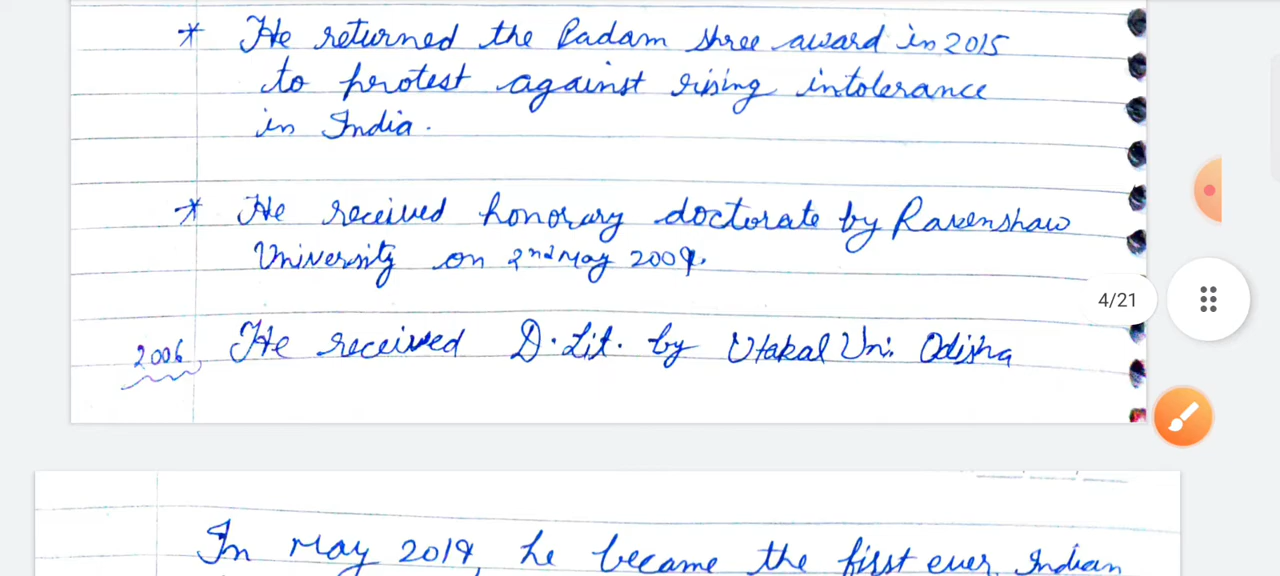 * He returned the Padam Shree award in 2015
to protest against rising intolerance
in India.
* He received honorary doctorate by Ravenshaw
University on 2nd May 2009.
4/21
2006, He received D.Lit. by Utakal Uni. Odisha
In May 2019, he became the first ever Indian